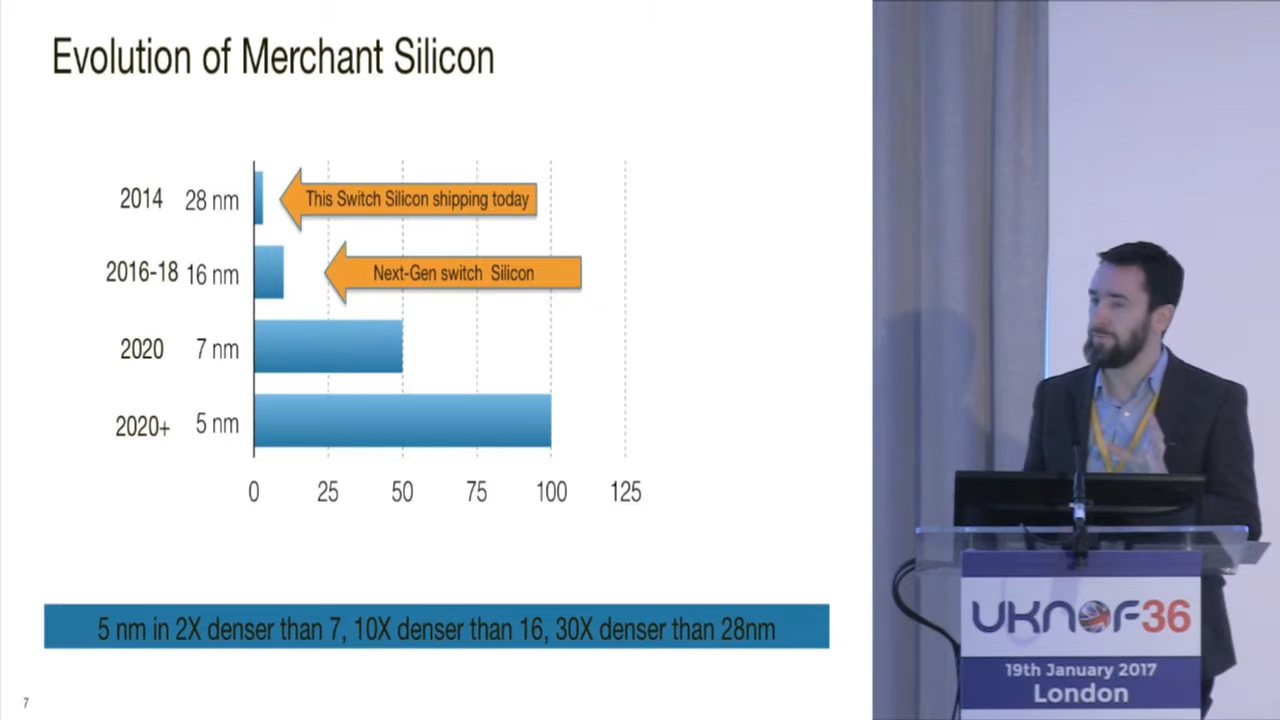 Evolution of Merchant Silicon
2014 28 nm
This Switch Silicon shipping today
2016-18 16 nm
Next-Gen switch Silicon
2020 7 nm
2020+ 5 nm
0 25 50 75 100 125
5 nm in 2X denser than 7, 10X denser than 16, 30X denser than 28nm
7
UKNOF36
19th January 2017
London